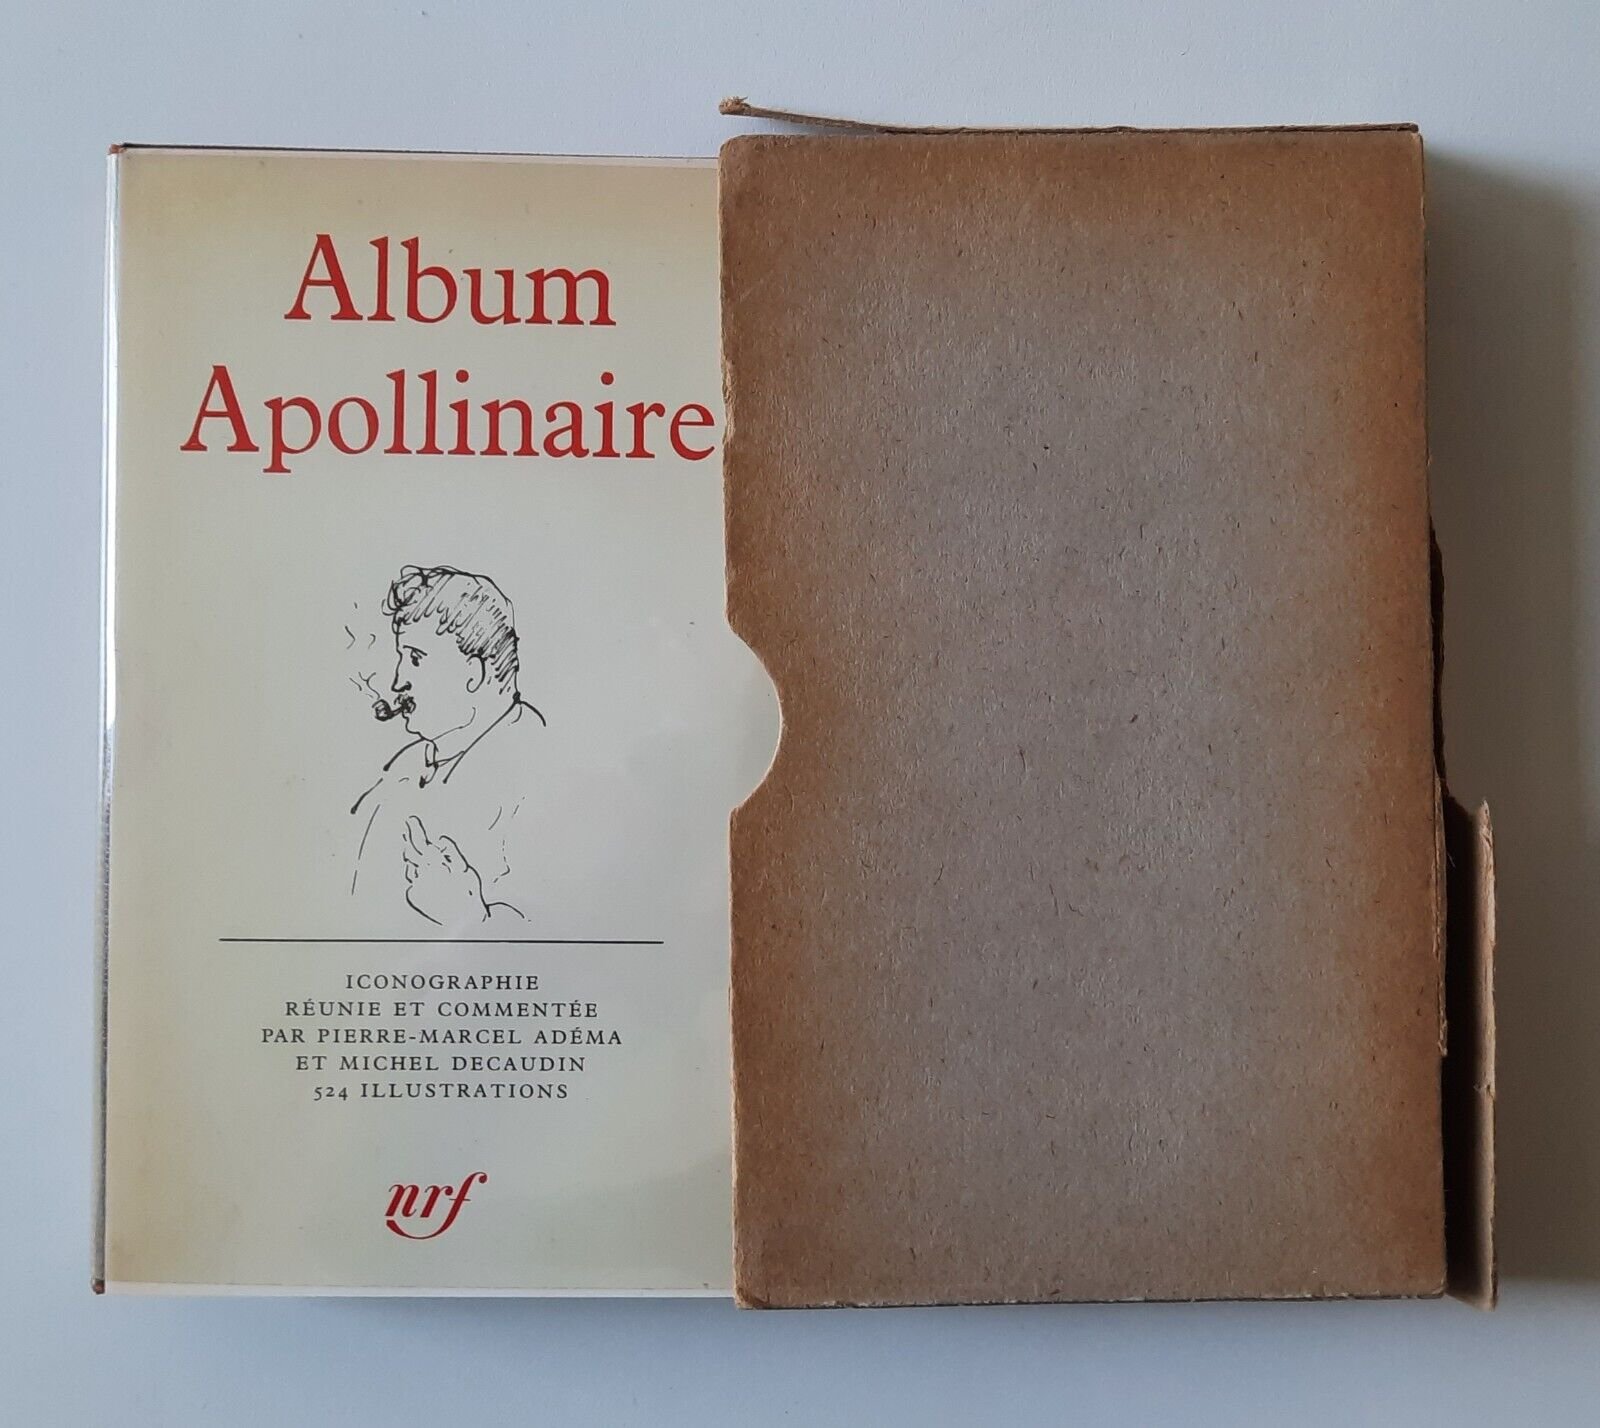 Album
Apollinaire
ICONOGRAPHIE
RÉUNIE ET COMMENTÉE
PAR PIERRE-MARCEL ADÉMA
ET MICHEL DECAUDIN
524 ILLUSTRATIONS
nrf